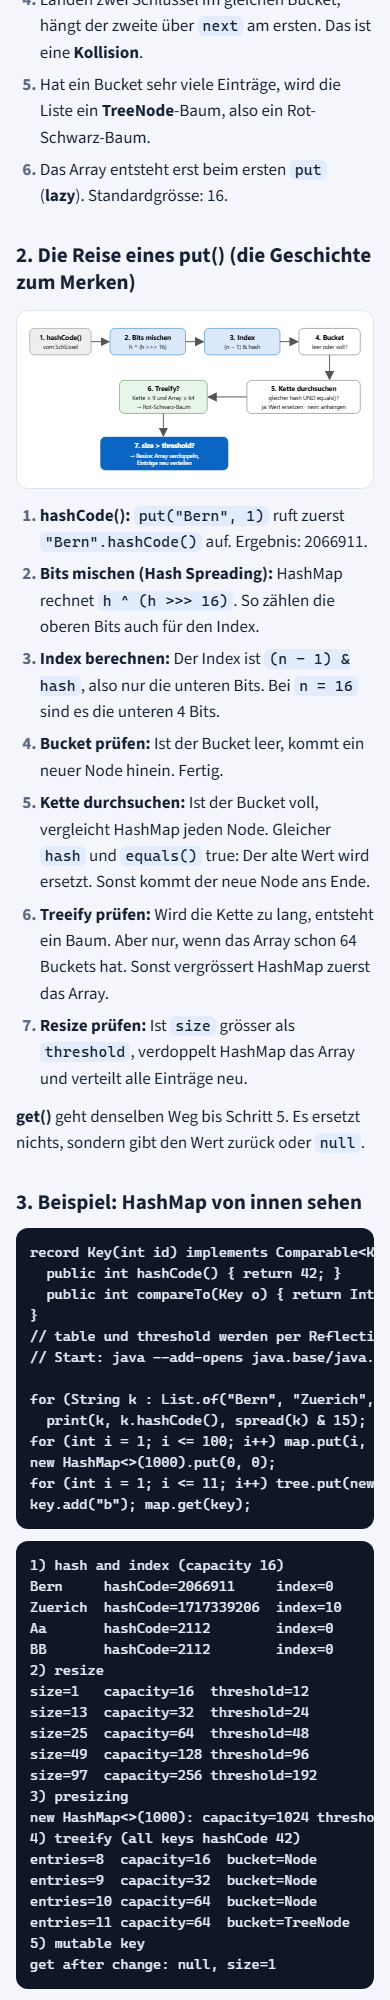 4. Landen zwei Schlüssel im gleichen Bucket,
hängt der zweite über next am ersten. Das ist
eine Kollision.
5. Hat ein Bucket sehr viele Einträge, wird die
Liste ein TreeNode-Baum, also ein Rot-
Schwarz-Baum.
6. Das Array entsteht erst beim ersten put
(lazy). Standardgrösse: 16.
2. Die Reise eines put() (die Geschichte
zum Merken)
1. hashCode()
vom Schlüssel
2. Bits mischen
h ^ (h >>> 16)
3. Index
(n − 1) & hash
4. Bucket
leer oder voll?
6. Treeify?
Kette ≥ 9 und Array ≥ 64
→ Rot-Schwarz-Baum
5. Kette durchsuchen
gleicher hash UND equals()?
ja: Wert ersetzen · nein: anhängen
7. size > threshold?
→ Resize: Array verdoppeln,
Einträge neu verteilen
1. hashCode(): put("Bern", 1) ruft zuerst
"Bern".hashCode() auf. Ergebnis: 2066911.
2. Bits mischen (Hash Spreading): HashMap
rechnet h ^ (h >>> 16). So zählen die
oberen Bits auch für den Index.
3. Index berechnen: Der Index ist (n − 1) &
hash, also nur die unteren Bits. Bei n = 16
sind es die unteren 4 Bits.
4. Bucket prüfen: Ist der Bucket leer, kommt ein
neuer Node hinein. Fertig.
5. Kette durchsuchen: Ist der Bucket voll,
vergleicht HashMap jeden Node. Gleicher
hash und equals() true: Der alte Wert wird
ersetzt. Sonst kommt der neue Node ans Ende.
6. Treeify prüfen: Wird die Kette zu lang, entsteht
ein Baum. Aber nur, wenn das Array schon 64
Buckets hat. Sonst vergrössert HashMap zuerst
das Array.
7. Resize prüfen: Ist size grösser als
threshold, verdoppelt HashMap das Array
und verteilt alle Einträge neu.
get() geht denselben Weg bis Schritt 5. Es ersetzt
nichts, sondern gibt den Wert zurück oder null.
3. Beispiel: HashMap von innen sehen
record Key(int id) implements Comparable<K
public int hashCode() { return 42; }
public int compareTo(Key o) { return Int
}
// table und threshold werden per Reflecti
// Start: java --add-opens java.base/java.
for (String k : List.of("Bern", "Zuerich",
print(k, k.hashCode(), spread(k) & 15);
for (int i = 1; i <= 100; i++) map.put(i,
new HashMap<>(1000).put(0, 0);
for (int i = 1; i <= 11; i++) tree.put(new
key.add("b"); map.get(key);
1) hash and index (capacity 16)
Bern hashCode=2066911 index=0
Zuerich hashCode=1717339206 index=10
Aa hashCode=2112 index=0
BB hashCode=2112 index=0
2) resize
size=1 capacity=16 threshold=12
size=13 capacity=32 threshold=24
size=25 capacity=64 threshold=48
size=49 capacity=128 threshold=96
size=97 capacity=256 threshold=192
3) presizing
new HashMap<>(1000): capacity=1024 thresho
4) treeify (all keys hashCode 42)
entries=8 capacity=16 bucket=Node
entries=9 capacity=32 bucket=Node
entries=10 capacity=64 bucket=Node
entries=11 capacity=64 bucket=TreeNode
5) mutable key
get after change: null, size=1